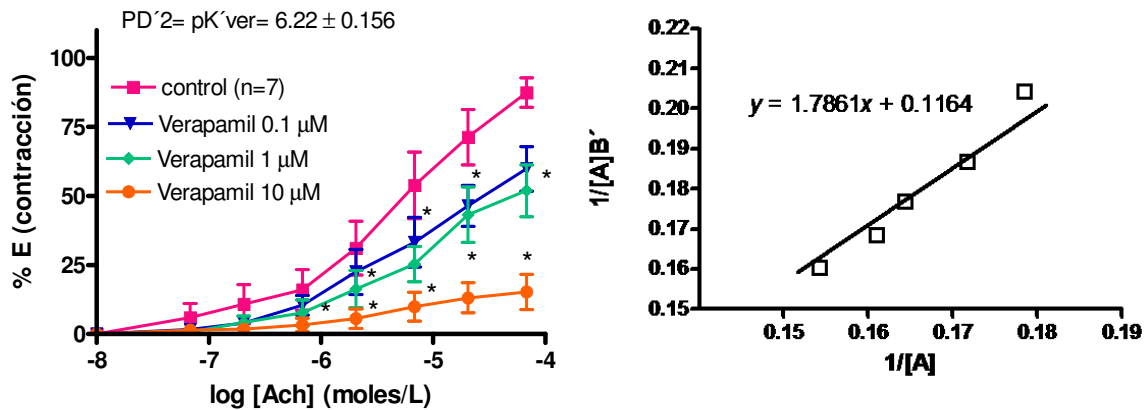 PD´2= pK´ver= 6.22 ± 0.156
100
75
50
25
0
% E (contracción)
control (n=7)
Verapamil 0.1 μM
Verapamil 1 μM
Verapamil 10 μM
* *
*
* *
*
* *
*
-8 -7 -6 -5 -4
log [Ach] (moles/L)
0.22
0.21
0.20
0.19
0.18
0.17
0.16
0.15
1/[A]B´
y = 1.7861x + 0.1164
0.15 0.16 0.17 0.18 0.19
1/[A]